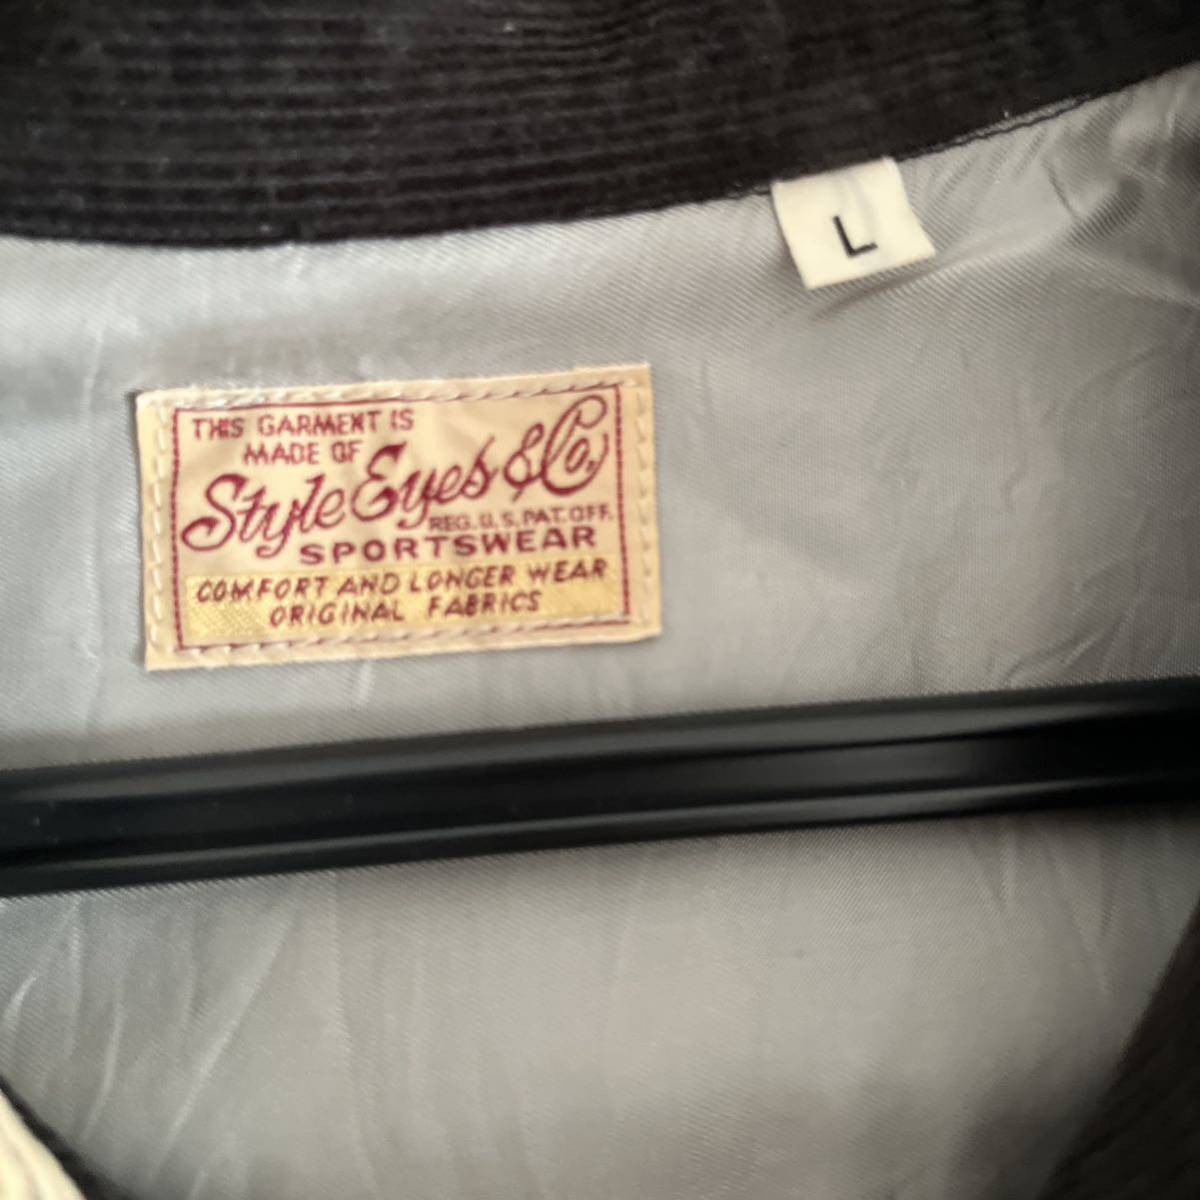 L
THIS GARMENT IS
MADE OF
Style Eyes & Co.
REG. U.S. PAT. OFF.
SPORTSWEAR
COMFORT AND LONGER WEAR
ORIGINAL FABRICS